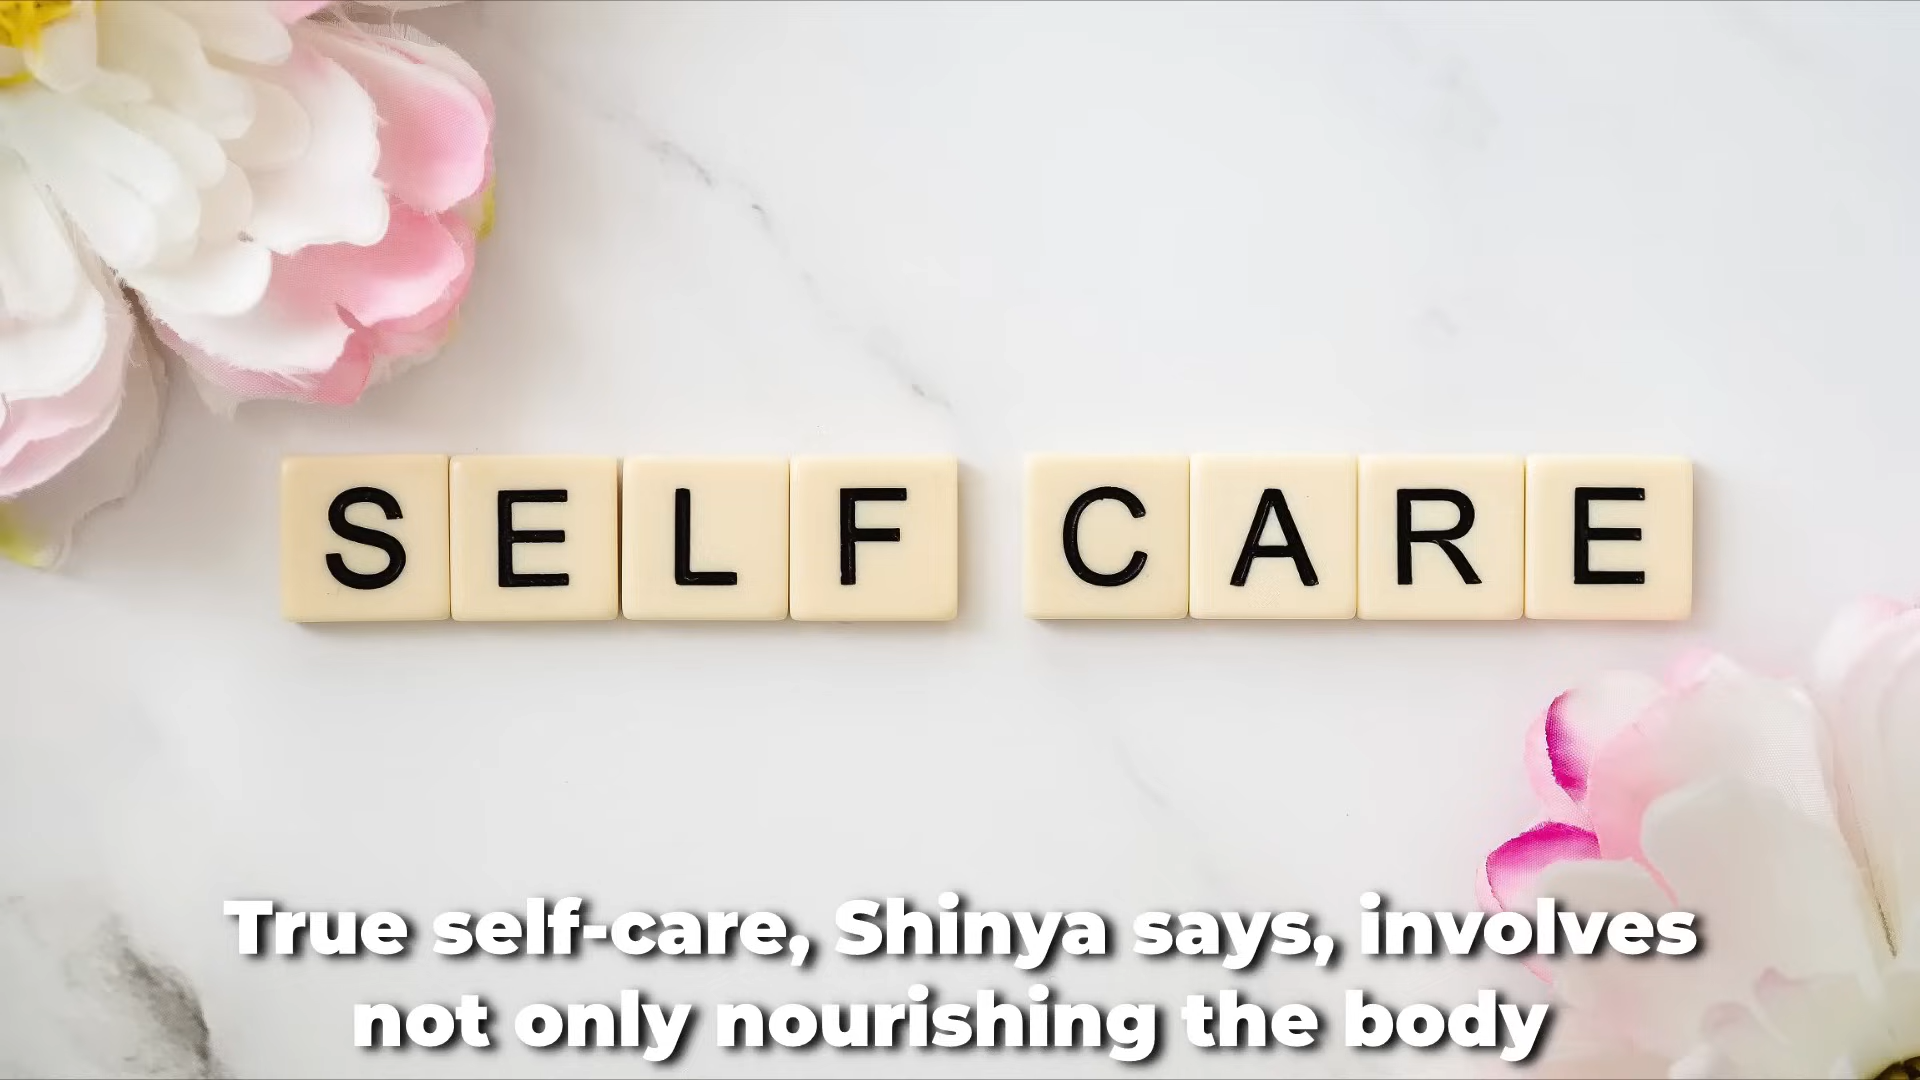 SELF CARE
True self-care, Shinya says, involves
not only nourishing the body